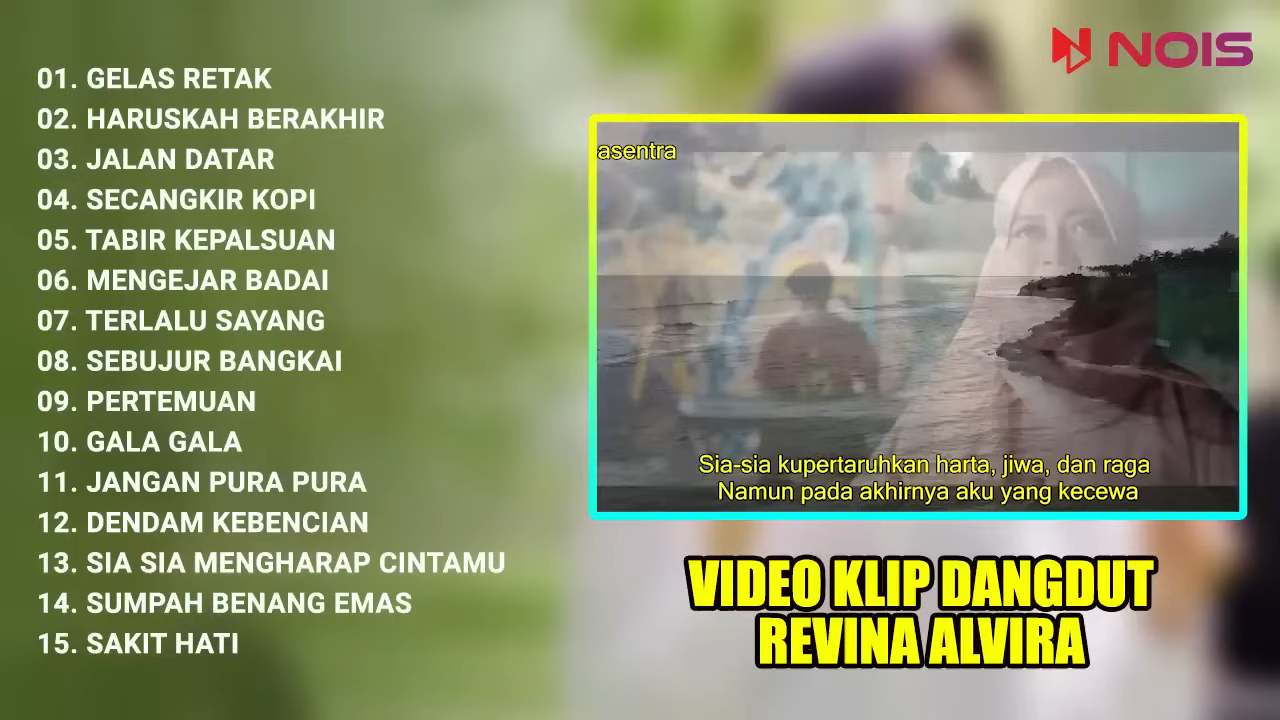 01. GELAS RETAK
02. HARUSKAH BERAKHIR
03. JALAN DATAR
04. SECANGKIR KOPI
05. TABIR KEPALSUAN
06. MENGEJAR BADAI
07. TERLALU SAYANG
08. SEBUJUR BANGKAI
09. PERTEMUAN
10. GALA GALA
11. JANGAN PURA PURA
12. DENDAM KEBENCIAN
13. SIA SIA MENGHARAP CINTAMU
14. SUMPAH BENANG EMAS
15. SAKIT HATI
NOIS
asentra
Sia-sia kupertaruhkan harta, jiwa, dan raga
Namun pada akhirnya aku yang kecewa
VIDEO KLIP DANGDUT
REVINA ALVIRA